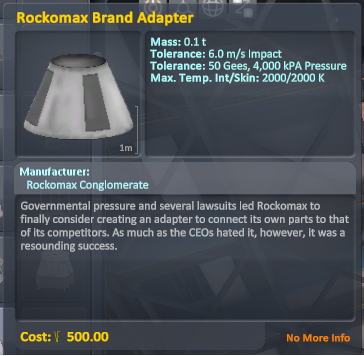 Rockomax Brand Adapter
Mass: 0.1 t
Tolerance: 6.0 m/s Impact
Tolerance: 50 Gees, 4,000 kPA Pressure
Max. Temp. Int/Skin: 2000/2000 K
1m
Manufacturer:
Rockomax Conglomerate
Governmental pressure and several lawsuits led Rockomax to
finally consider creating an adapter to connect its own parts to that
of its competitors. As much as the CEOs hated it, however, it was a
resounding success.
Cost: 500.00
No More Info